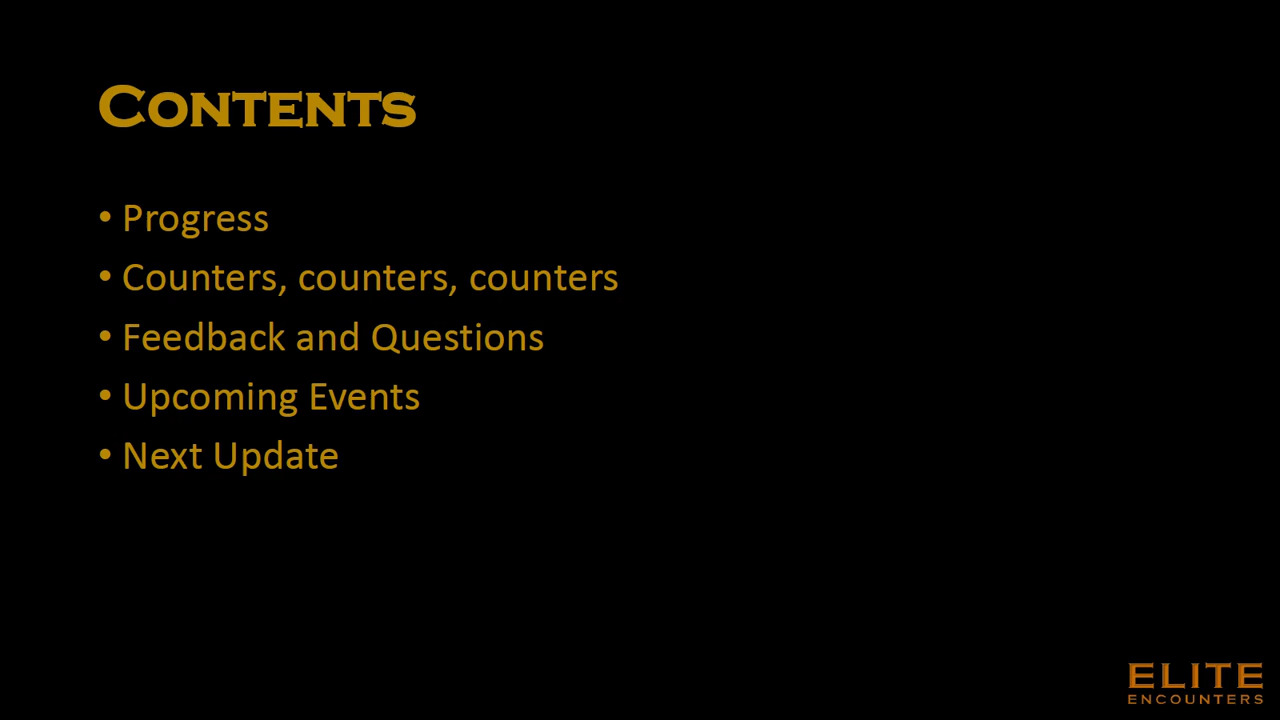 Contents
• Progress
• Counters, counters, counters
• Feedback and Questions
• Upcoming Events
• Next Update
ELITE
ENCOUNTERS